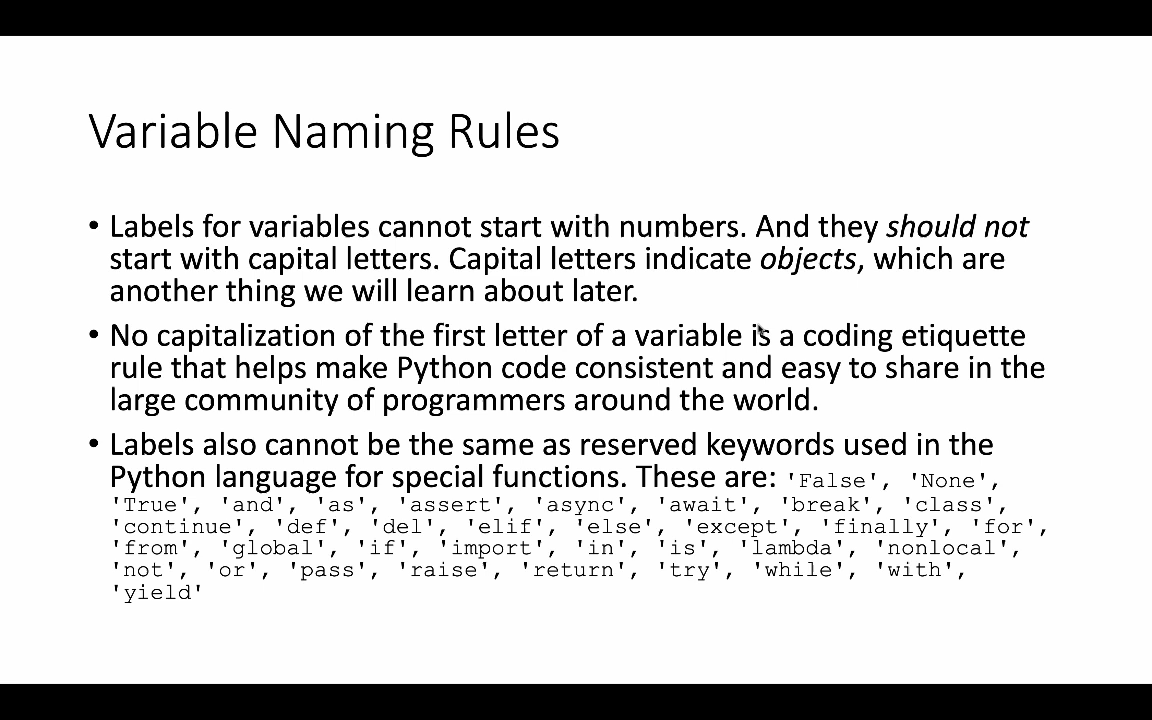 Variable Naming Rules
• Labels for variables cannot start with numbers. And they should not
start with capital letters. Capital letters indicate objects, which are
another thing we will learn about later.
• No capitalization of the first letter of a variable is a coding etiquette
rule that helps make Python code consistent and easy to share in the
large community of programmers around the world.
• Labels also cannot be the same as reserved keywords used in the
Python language for special functions. These are: 'False', 'None',
'True', 'and', 'as', 'assert', 'async', 'await', 'break', 'class',
'continue', 'def', 'del', 'elif', 'else', 'except', 'finally', 'for',
'from', 'global', 'if', 'import', 'in', 'is', 'lambda', 'nonlocal',
'not', 'or', 'pass', 'raise', 'return', 'try', 'while', 'with',
'yield'